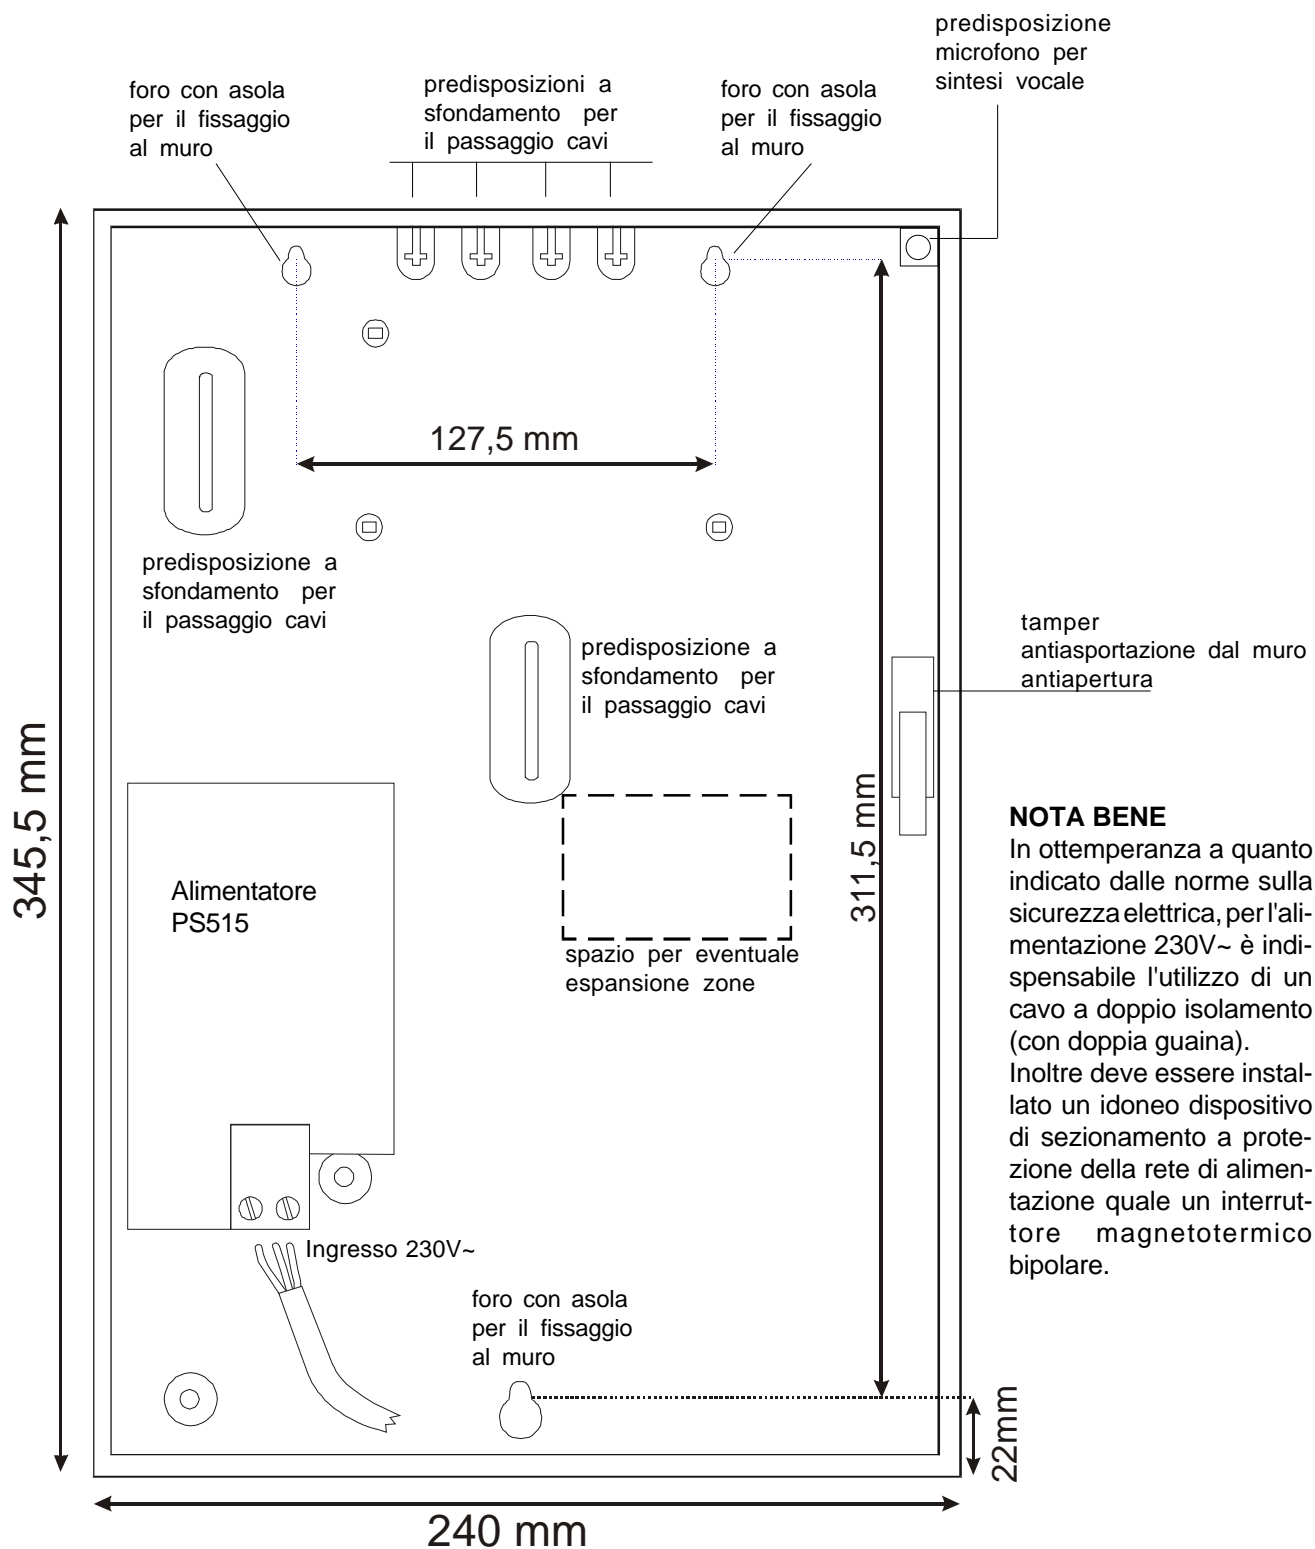 predisposizione
microfono per
sintesi vocale
foro con asola
per il fissaggio
al muro
predisposizioni a
sfondamento per
il passaggio cavi
foro con asola
per il fissaggio
al muro
127,5 mm
predisposizione a
sfondamento per
il passaggio cavi
predisposizione a
sfondamento per
il passaggio cavi
tamper
antiasportazione dal muro
antiapertura
345,5 mm
311,5 mm
Alimentatore
PS515
spazio per eventuale
espansione zone
NOTA BENE
In ottemperanza a quanto
indicato dalle norme sulla
sicurezza elettrica, per l'ali-
mentazione 230V~ è indi-
spensabile l'utilizzo di un
cavo a doppio isolamento
(con doppia guaina).
Inoltre deve essere instal-
lato un idoneo dispositivo
di sezionamento a prote-
zione della rete di alimen-
tazione quale un interrut-
tore magnetotermico
bipolare.
Ingresso 230V~
foro con asola
per il fissaggio
al muro
22mm
240 mm